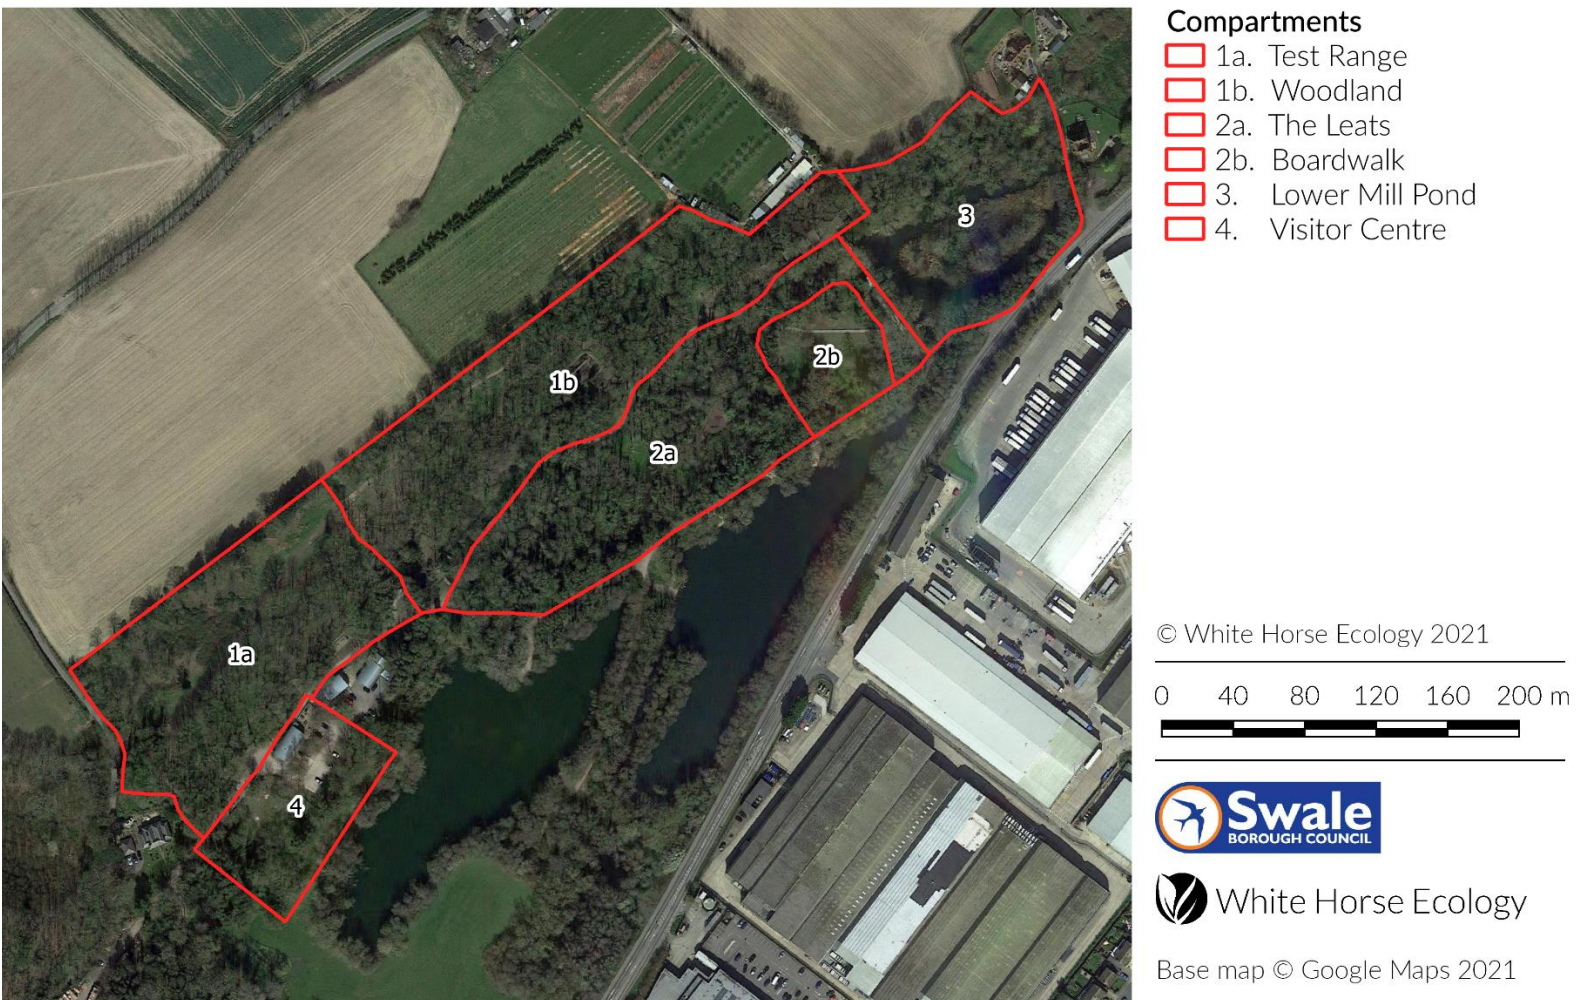 Compartments
1a. Test Range
1b. Woodland
2a. The Leats
2b. Boardwalk
3. Lower Mill Pond
4. Visitor Centre
3
2b
1b
2a
1a
4
© White Horse Ecology 2021
0 40 80 120 160 200 m
Swale
BOROUGH COUNCIL
White Horse Ecology
Base map © Google Maps 2021